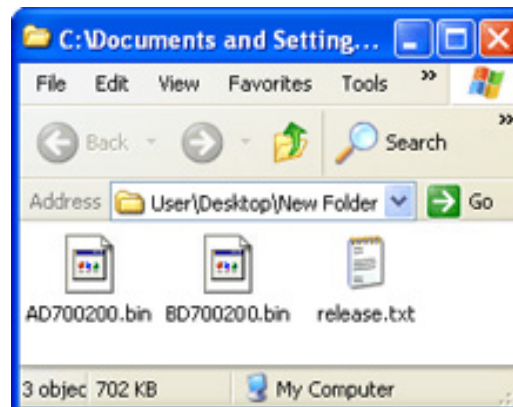 C:\Documents and Setting...
File Edit View Favorites Tools »
Back Search »
Address User\Desktop\New Folder Go
AD700200.bin BD700200.bin release.txt
3 objec 702 KB My Computer